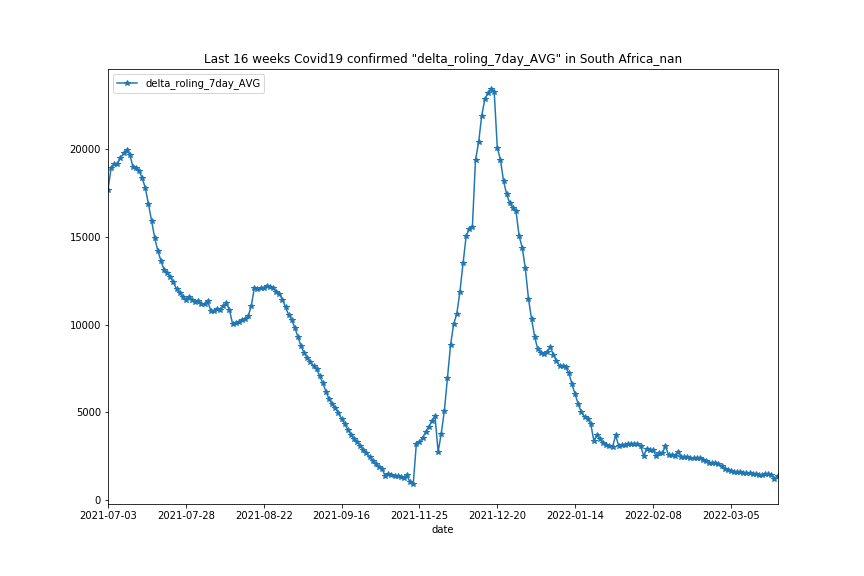 Last 16 weeks Covid19 confirmed "delta_roling_7day_AVG" in South Africa_nan
delta_roling_7day_AVG
20000
15000
10000
5000
0
2021-07-03 2021-07-28 2021-08-22 2021-09-16 2021-11-25 2021-12-20 2022-01-14 2022-02-08 2022-03-05
date